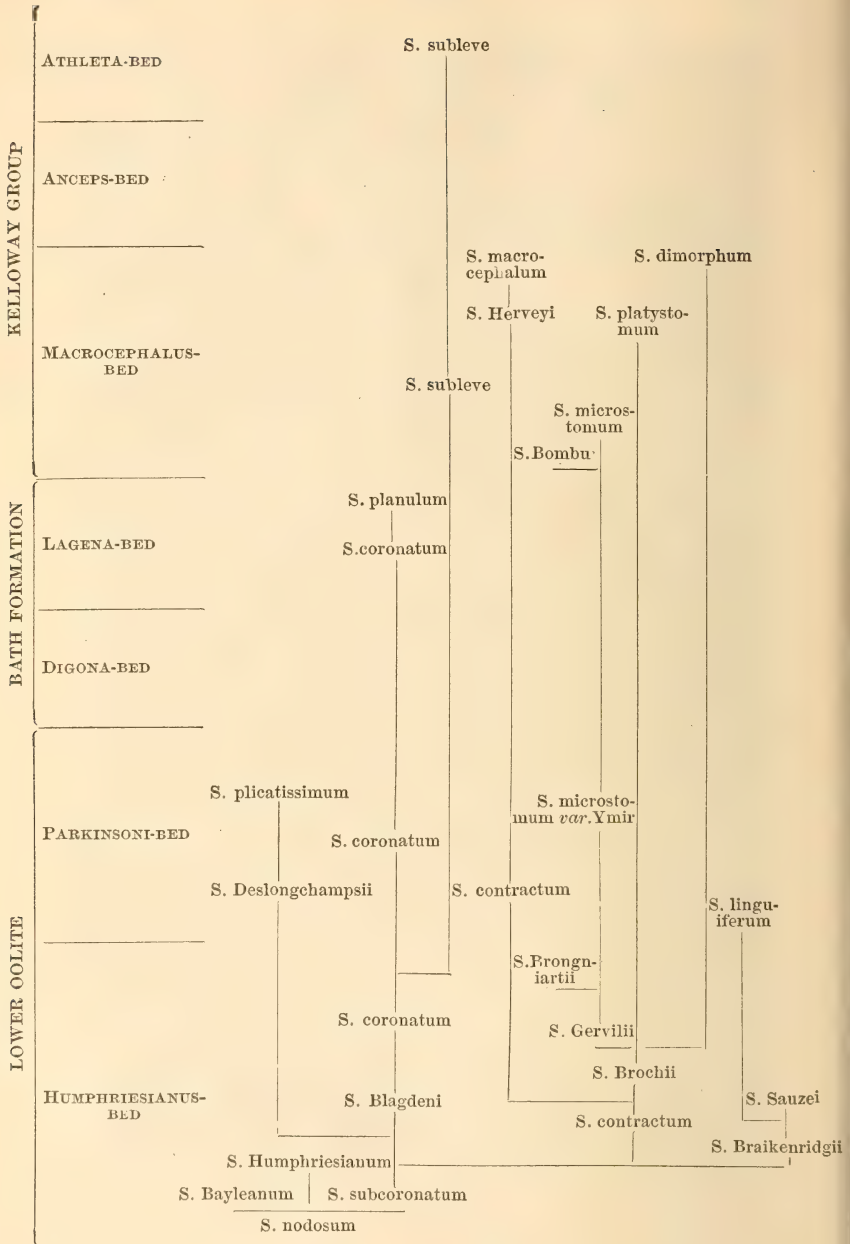 KELLOWAY GROUP
BATH FORMATION
LOWER OOLITE
ATHLETA-BED
ANCEPS-BED
MACROCEPHALUS-
BED
LAGENA-BED
DIGONA-BED
PARKINSONI-BED
HUMPHRIESIANUS-
BED
S. subleve
S. macro-
cephalum
S. dimorphum
S. Herveyi
S. platysto-
mum
S. subleve
S. micros-
tomum
S.Bombu
S. planulum
S.coronatum
S. plicatissimum
S. microsto-
mum var.Ymir
S. coronatum
S. Deslongchampsii
S. contractum
S. lingu-
iferum
S.Brongn-
iartii
S. coronatum
S. Gervilii
S. Brochii
S. Blagdeni
S. Sauzei
S. contractum
S. Braikenridgii
S. Humphriesianum
S. Bayleanum
S. subcoronatum
S. nodosum